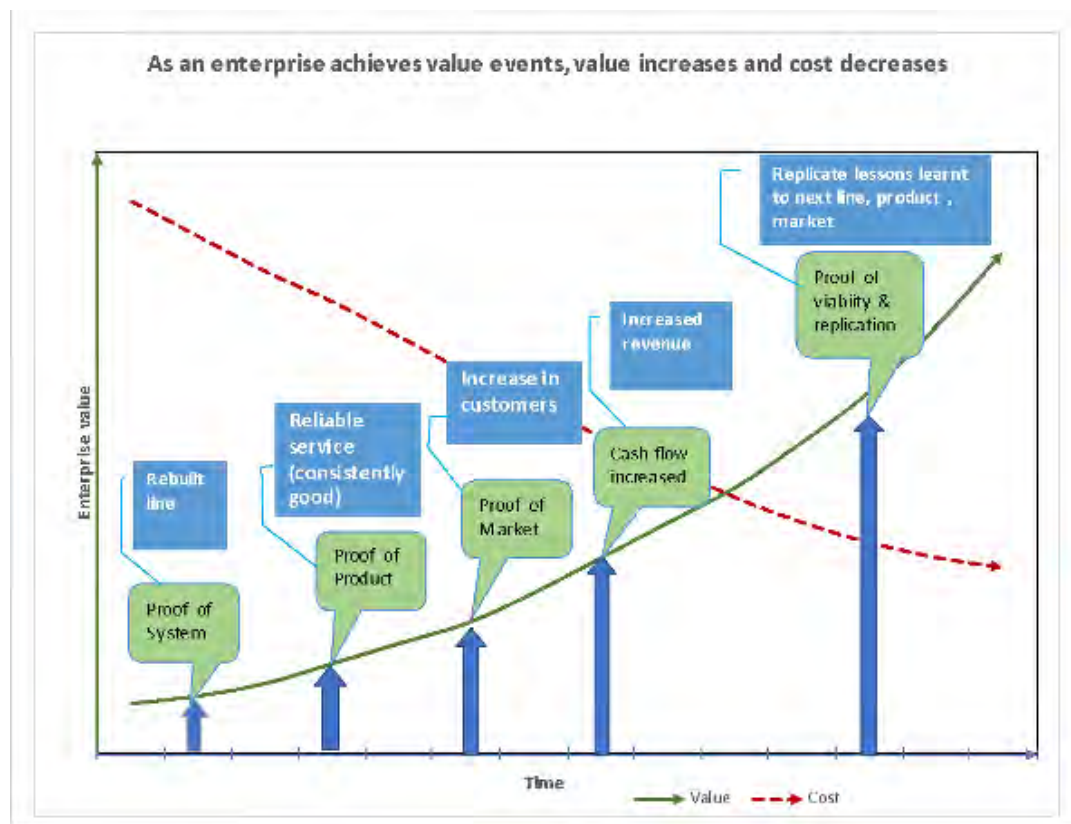 As an enterprise achieves value events, value increases and cost decreases
Replicate lessons learnt
to next line, product ,
market
Proof of
viabiity &
replication
Increased
revenue
Increase in
customers
Cash flow
increased
Reliable
service
(consistently
good)
Proof of
Market
Rebuilt
line
Proof of
Product
Proof of
System
Enterprise value
Time
Value
Cost